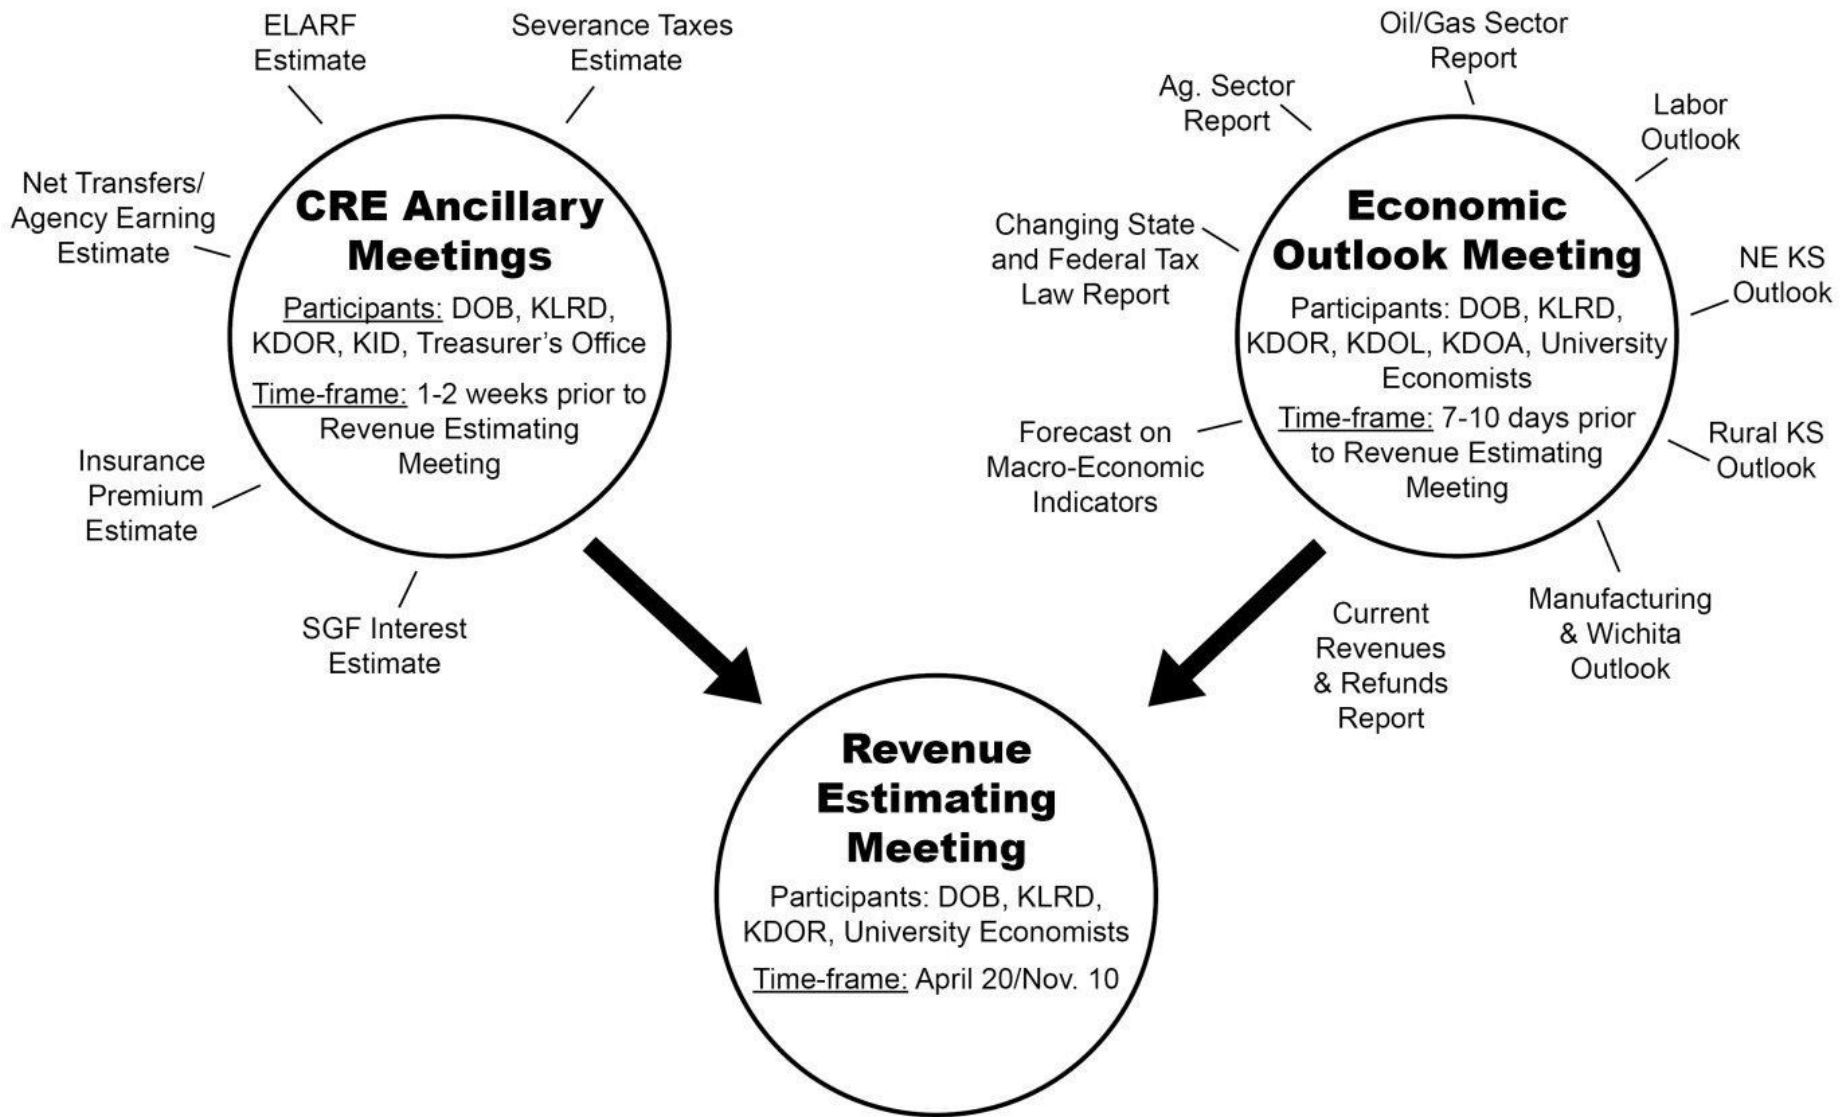 ELARF
Estimate
Severance Taxes
Estimate
Net Transfers/
Agency Earning
Estimate
Insurance
Premium
Estimate
SGF Interest
Estimate
CRE Ancillary
Meetings
Participants: DOB, KLRD,
KDOR, KID, Treasurer's Office
Time-frame: 1-2 weeks prior to
Revenue Estimating
Meeting
Oil/Gas Sector
Report
Ag. Sector
Report
Labor
Outlook
Changing State
and Federal Tax
Law Report
NE KS
Outlook
Forecast on
Macro-Economic
Indicators
Rural KS
Outlook
Manufacturing
& Wichita
Outlook
Economic
Outlook Meeting
Participants: DOB, KLRD,
KDOR, KDOL, KDOA, University
Economists
Time-frame: 7-10 days prior
to Revenue Estimating
Meeting
Current
Revenues
& Refunds
Report
Revenue
Estimating
Meeting
Participants: DOB, KLRD,
KDOR, University Economists
Time-frame: April 20/Nov. 10